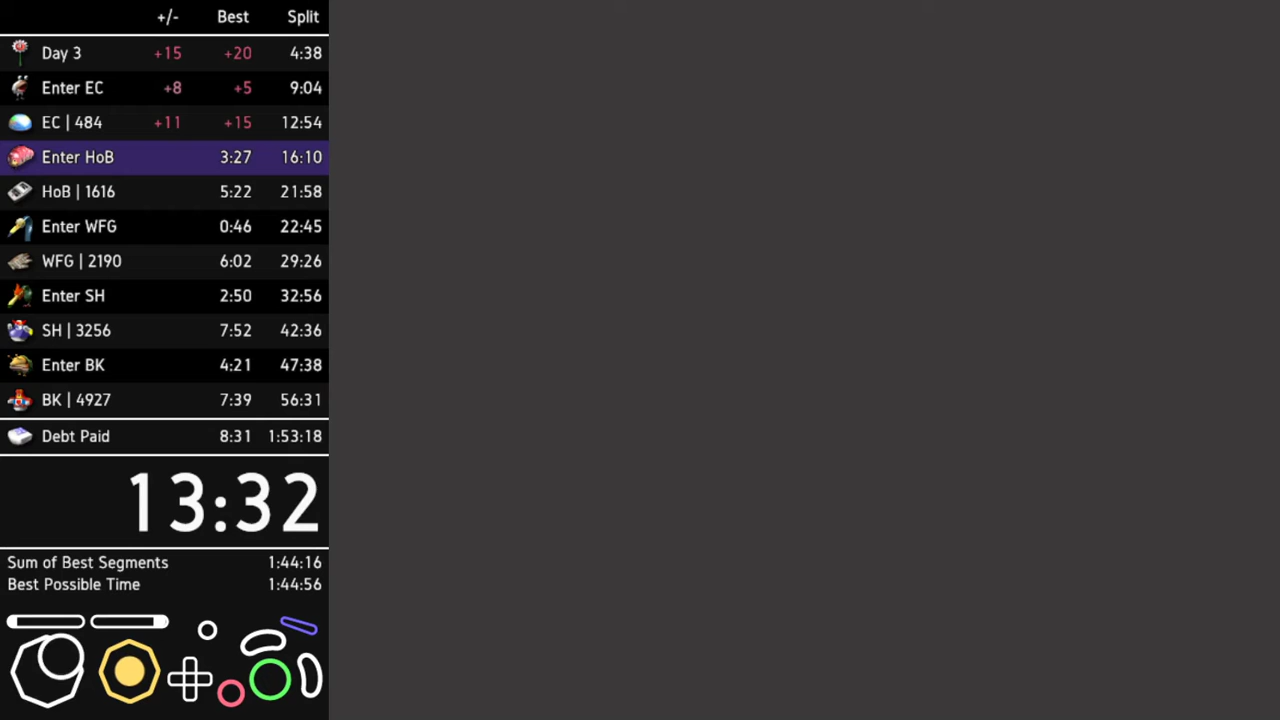 +/- Best Split
Day 3 +15 +20 4:38
Enter EC +8 +5 9:04
EC | 484 +11 +15 12:54
Enter HoB 3:27 16:10
HoB | 1616 5:22 21:58
Enter WFG 0:46 22:45
WFG | 2190 6:02 29:26
Enter SH 2:50 32:56
SH | 3256 7:52 42:36
Enter BK 4:21 47:38
BK | 4927 7:39 56:31
Debt Paid 8:31 1:53:18
13:32
Sum of Best Segments 1:44:16
Best Possible Time 1:44:56